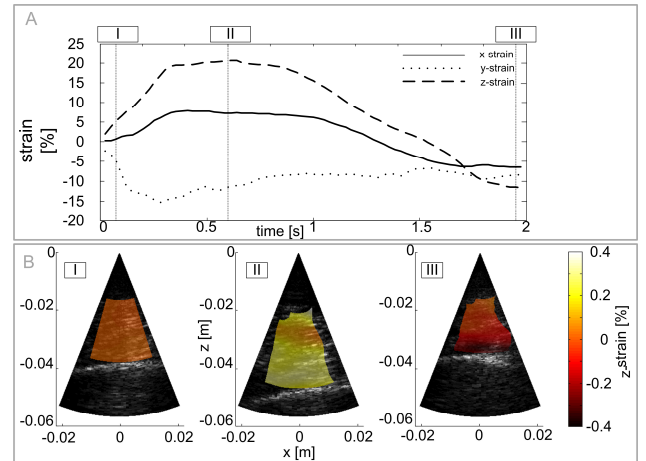 A
I II III
25
20
15
10
5
0
-5
-10
-15
-20
strain
[%]
x strain
y-strain
z-strain
0 0.5 1 1.5 2
time [s]
B
I II III
0 0 0
-0.02 -0.02 -0.02
-0.04 -0.04 -0.04
-0.06 -0.06 -0.06
z [m]
-0.02 0 0.02 -0.02 0 0.02 -0.02 0 0.02
x [m]
0.4
0.2
0
-0.2
-0.4
z-strain [%]